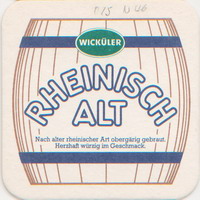 WICKÜLER
RHEINISCH
ALT
Nach alter rheinischer Art obergärig gebraut.
Herzhaft würzig im Geschmack.